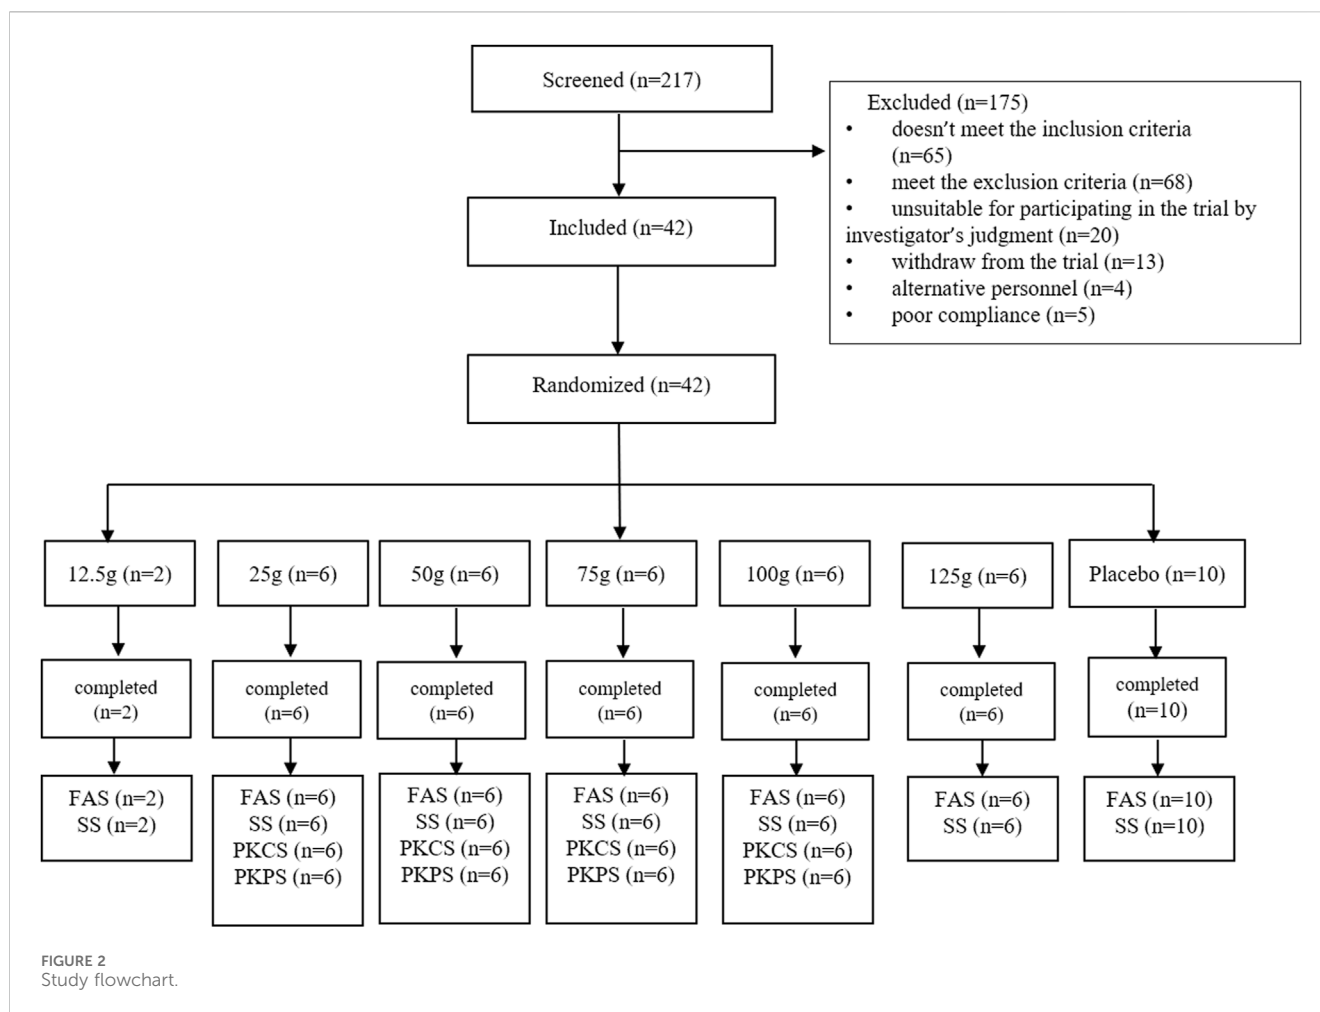 Screened (n=217)
Excluded (n=175)
• doesn't meet the inclusion criteria
(n=65)
• meet the exclusion criteria (n=68)
• unsuitable for participating in the trial by
investigator's judgment (n=20)
• withdraw from the trial (n=13)
• alternative personnel (n=4)
• poor compliance (n=5)
Included (n=42)
Randomized (n=42)
12.5g (n=2)
25g (n=6)
50g (n=6)
75g (n=6)
100g (n=6)
125g (n=6)
Placebo (n=10)
completed
(n=2)
completed
(n=6)
completed
(n=6)
completed
(n=6)
completed
(n=6)
completed
(n=6)
completed
(n=10)
FAS (n=2)
SS (n=2)
FAS (n=6)
SS (n=6)
PKCS (n=6)
PKPS (n=6)
FAS (n=6)
SS (n=6)
PKCS (n=6)
PKPS (n=6)
FAS (n=6)
SS (n=6)
PKCS (n=6)
PKPS (n=6)
FAS (n=6)
SS (n=6)
PKCS (n=6)
PKPS (n=6)
FAS (n=6)
SS (n=6)
FAS (n=10)
SS (n=10)
FIGURE 2
Study flowchart.